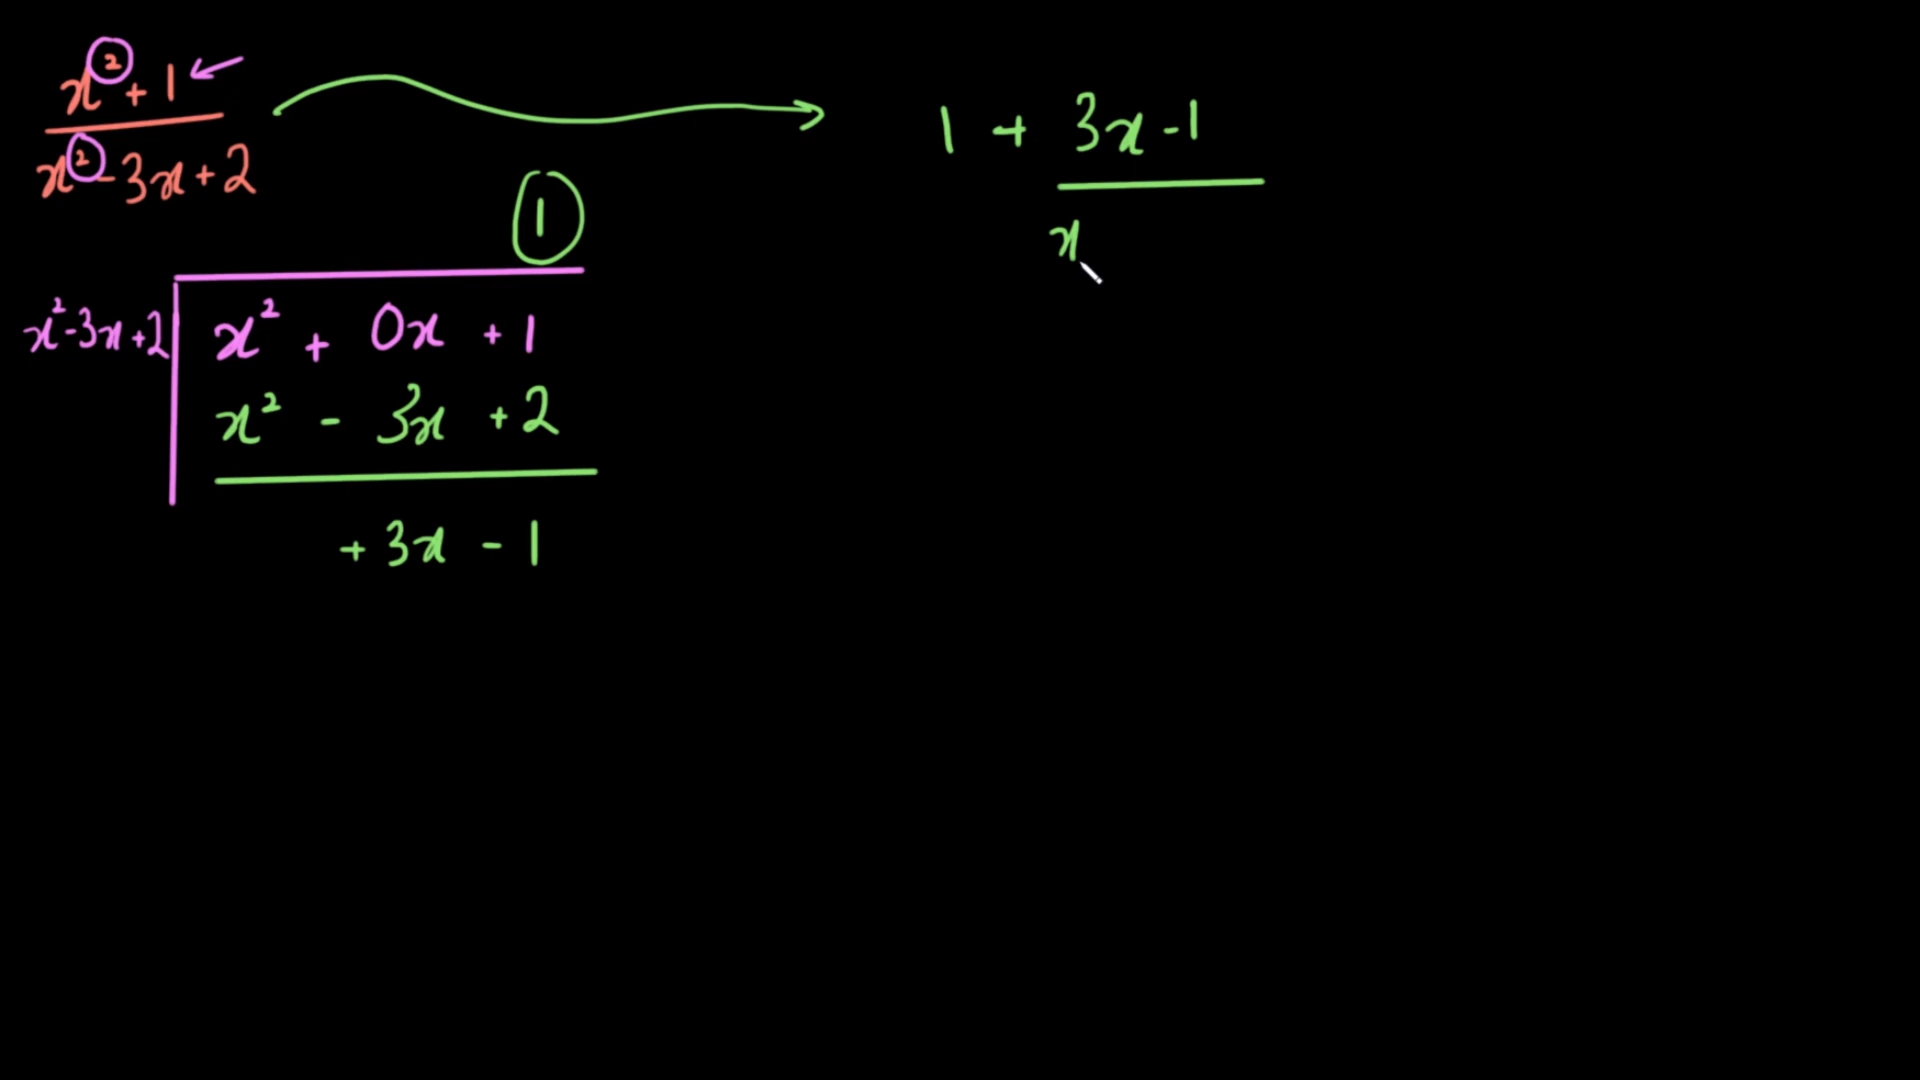 x² + 1
x² - 3x + 2
1 + 3x - 1
x
1
x² - 3x + 2
x² + 0x + 1
x² - 3x + 2
+ 3x - 1